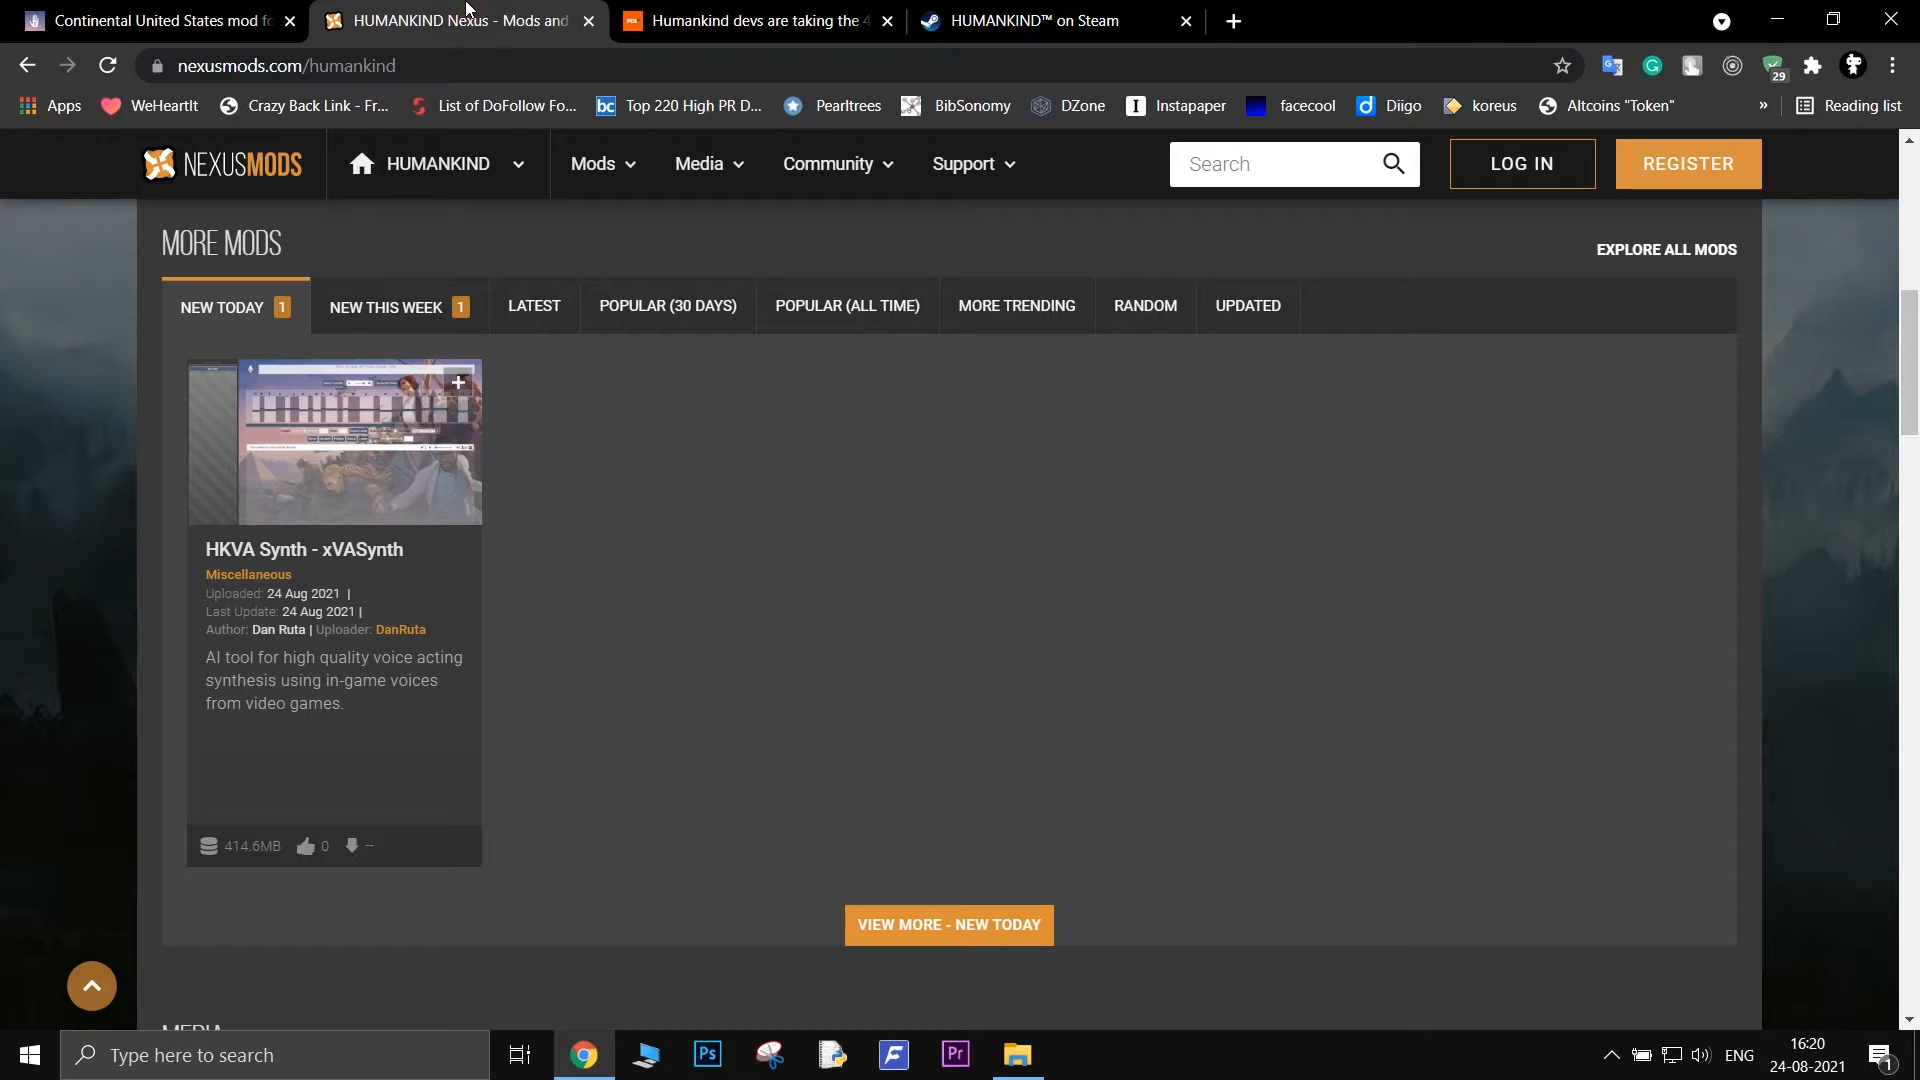 Continental United States mod fo
HUMANKIND Nexus - Mods and
Humankind devs are taking the 4
HUMANKIND™ on Steam
nexusmods.com/humankind
29
Apps
WeHeartIt
Crazy Back Link - Fr...
List of DoFollow Fo...
bc
Top 220 High PR D...
Pearltrees
BibSonomy
DZone
Instapaper
facecool
Diigo
koreus
Altcoins "Token"
»
Reading list
NEXUSMODS
HUMANKIND
Mods
Media
Community
Support
Search
LOG IN
REGISTER
MORE MODS
EXPLORE ALL MODS
NEW TODAY 1
NEW THIS WEEK 1
LATEST
POPULAR (30 DAYS)
POPULAR (ALL TIME)
MORE TRENDING
RANDOM
UPDATED
HKVA Synth - xVASynth
Miscellaneous
Uploaded: 24 Aug 2021 |
Last Update: 24 Aug 2021 |
Author: Dan Ruta | Uploader: DanRuta
AI tool for high quality voice acting
synthesis using in-game voices
from video games.
414.6MB
0
--
VIEW MORE - NEW TODAY
Type here to search
Ps
Pr
ENG
16:20
24-08-2021
1